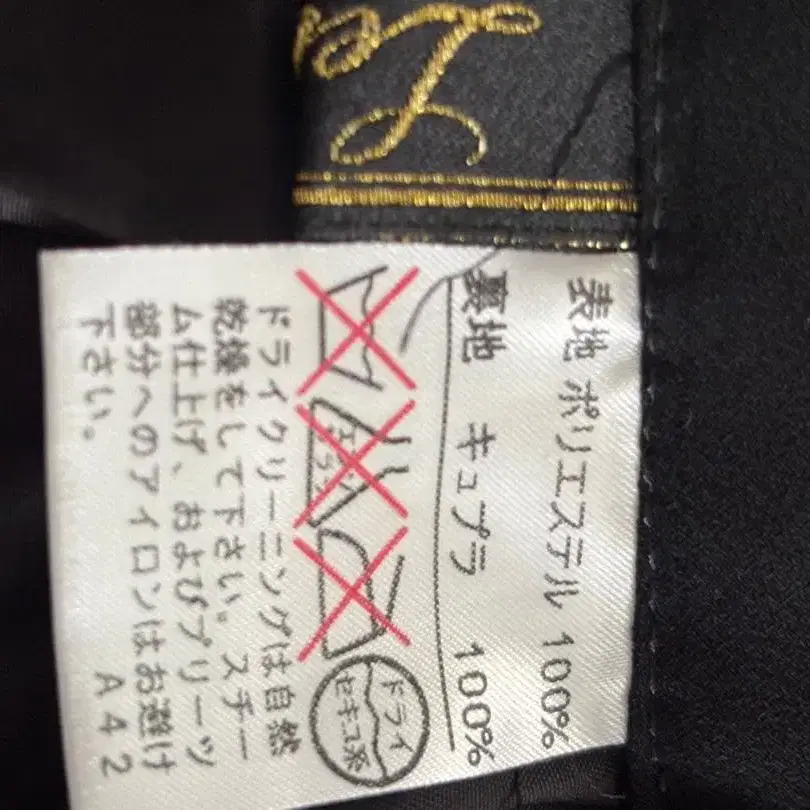 表地 ポリエステル 100%
裏地 キュプラ 100%
ドライ
セキユ系
ドライクリーニングは自然
乾燥をして下さい。スチー
ム仕上げ、およびプリーツ
部分へのアイロンはお避け
下さい。 A42